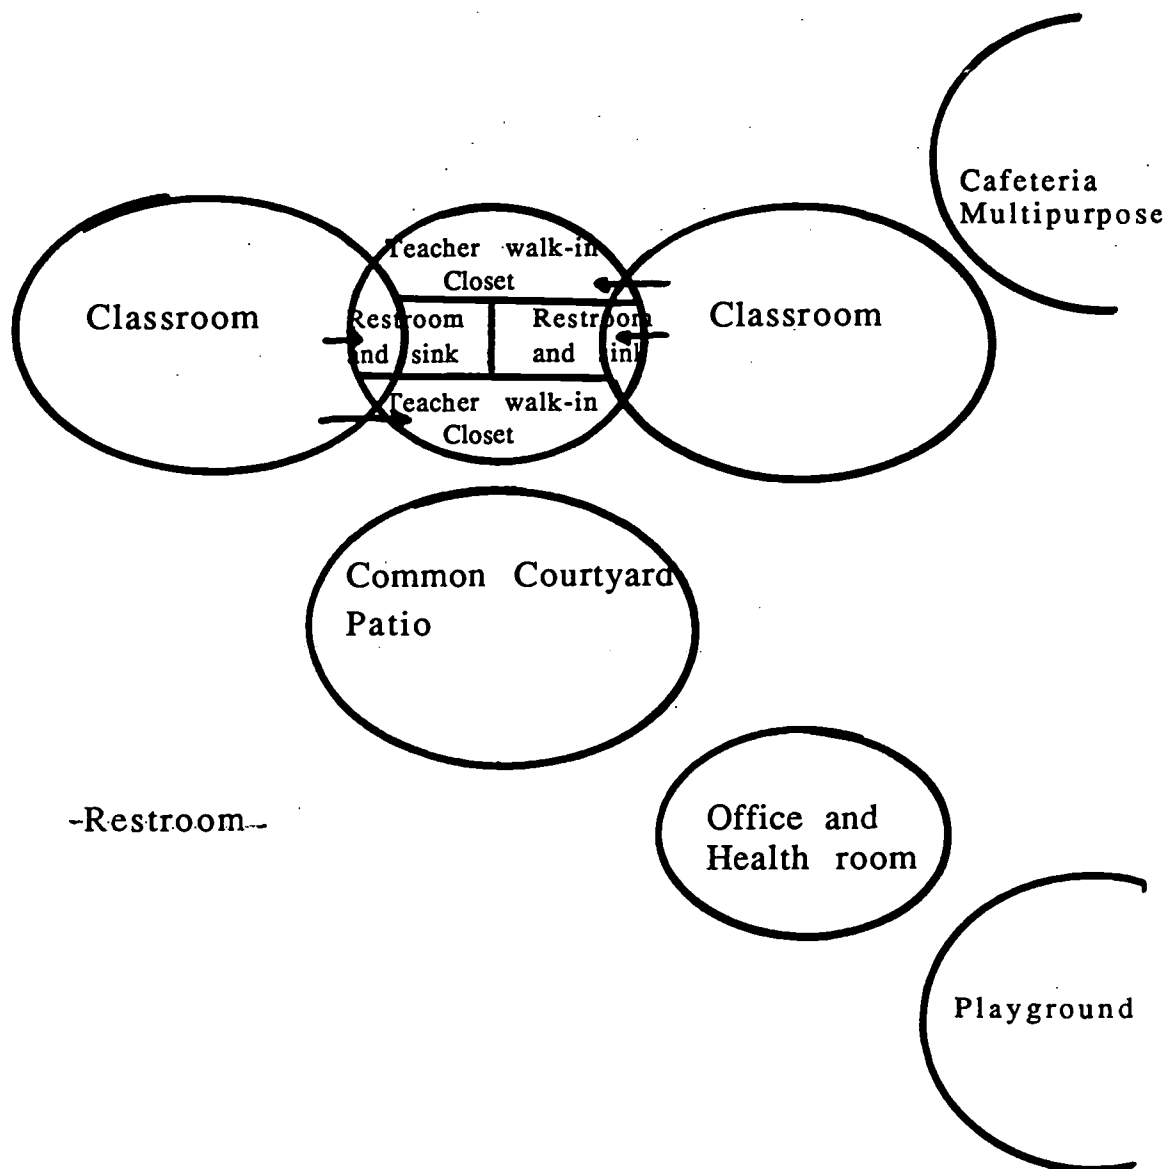 Cafeteria
Multipurpose
Teacher walk-in
Closet
Classroom
Restroom
and sink
Restroom
and sink
Classroom
Teacher walk-in
Closet
Common Courtyard
Patio
-Restroom-
Office and
Health room
Playground